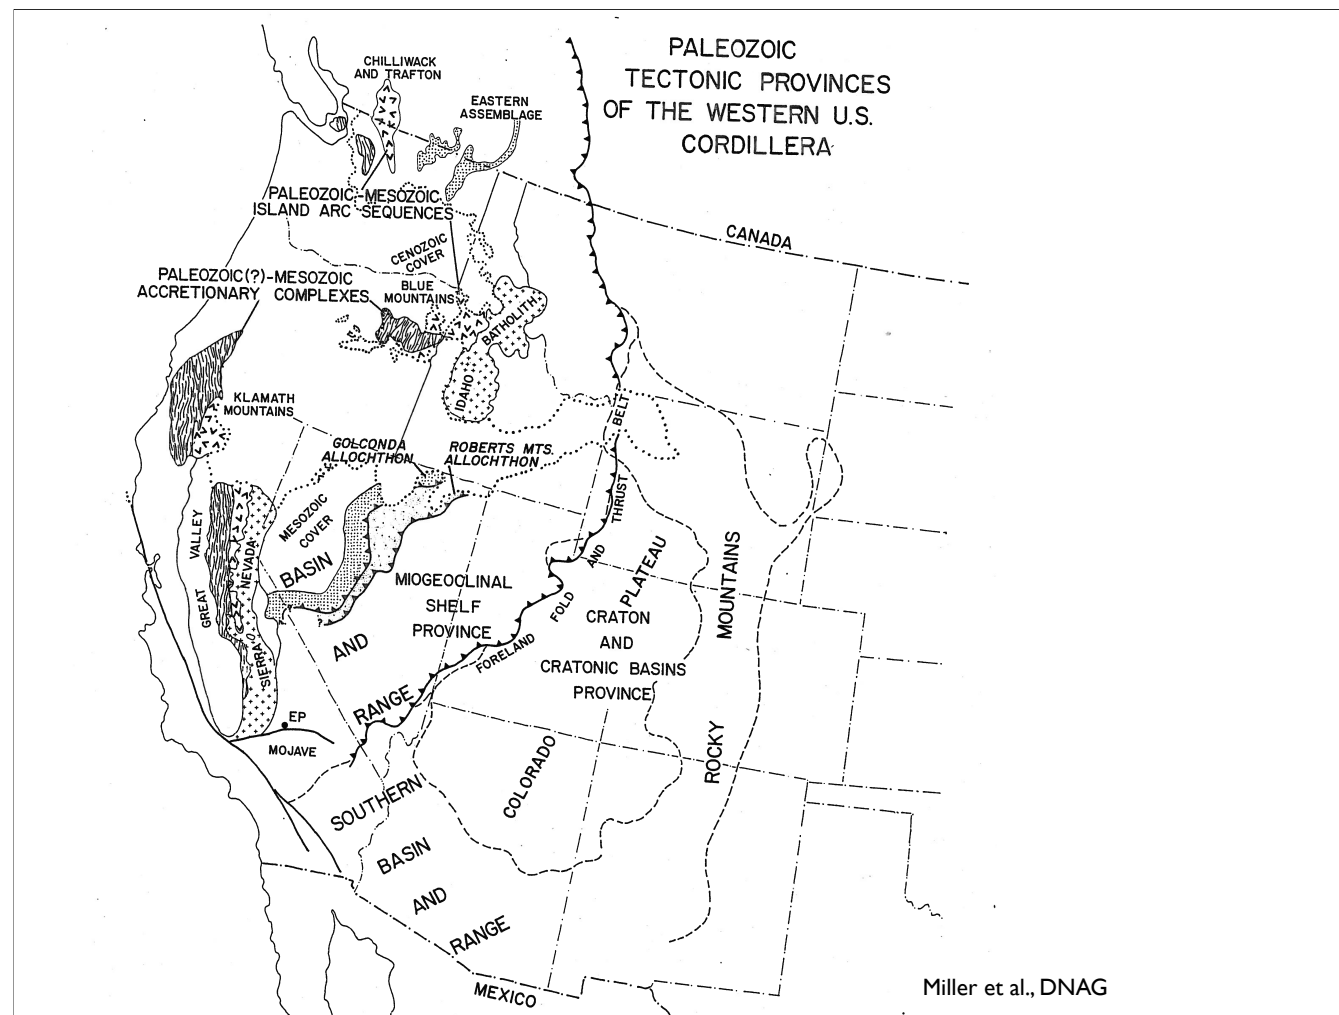 PALEOZOIC
TECTONIC PROVINCES
OF THE WESTERN U.S.
CORDILLERA
CHILLIWACK
AND TRAFTON
EASTERN
ASSEMBLAGE
PALEOZOIC-MESOZOIC
ISLAND ARC SEQUENCES
CANADA
CENOZOIC
COVER
PALEOZOIC(?)-MESOZOIC
ACCRETIONARY COMPLEXES
BLUE
MOUNTAINS
BATHOLITH
IDAHO
KLAMATH
MOUNTAINS
BELT
GOLCONDA
ALLOCHTHON
ROBERTS MTS.
ALLOCHTHON
THRUST
MESOZOIC
COVER
VALLEY
NEVADA
BASIN
AND
PLATEAU
MOUNTAINS
MIOGEOCLINAL
SHELF
PROVINCE
GREAT
FOLD
CRATON
AND
CRATONIC BASINS
PROVINCE
?
?
AND
FORELAND
SIERRA
RANGE
EP
MOJAVE
ROCKY
COLORADO
SOUTHERN
BASIN
AND
RANGE
MEXICO
Miller et al., DNAG